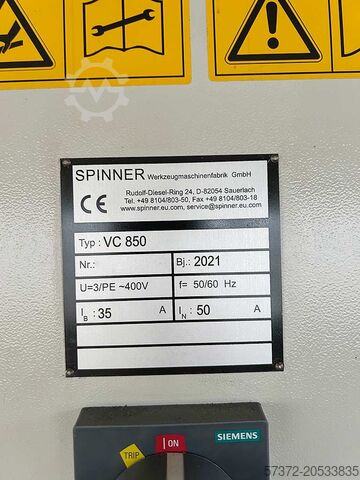 SPINNER Werkzeugmaschinenfabrik GmbH
Rudolf-Diesel-Ring 24, D-82054 Sauerlach
Tel. +49 8104/803-50, Fax +49 8104/803-18
www.spinner.eu.com, service@spinner.eu.com
CE
Typ : VC 850
Nr.: Bj.: 2021
U=3/PE ~400V f= 50/60 Hz
IB : 35 A IN : 50 A
TRIP I ON SIEMENS
57372-20533835